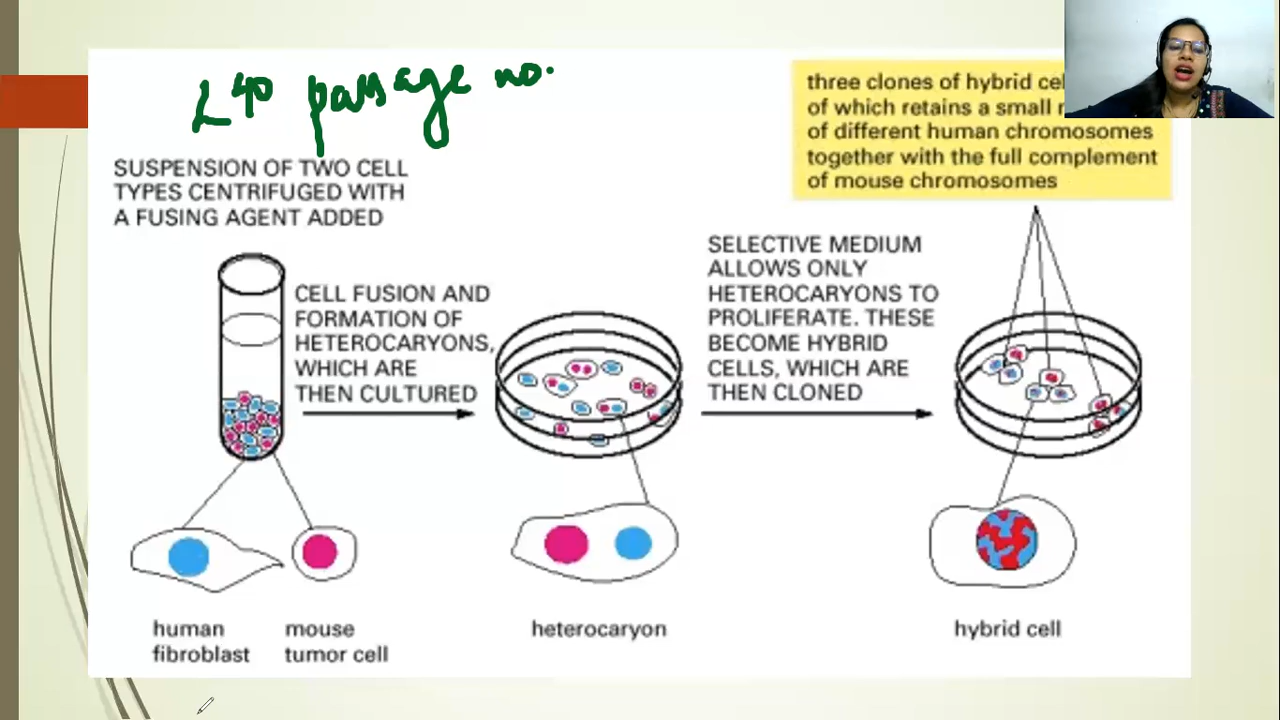 L40 passage no.
three clones of hybrid
of which retains a small
of different human chromosomes
together with the full complement
of mouse chromosomes
SUSPENSION OF TWO CELL
TYPES CENTRIFUGED WITH
A FUSING AGENT ADDED
CELL FUSION AND
FORMATION OF
HETEROCARYONS,
WHICH ARE
THEN CULTURED
SELECTIVE MEDIUM
ALLOWS ONLY
HETEROCARYONS TO
PROLIFERATE. THESE
BECOME HYBRID
CELLS, WHICH ARE
THEN CLONED
human
fibroblast
mouse
tumor cell
heterocaryon
hybrid cell